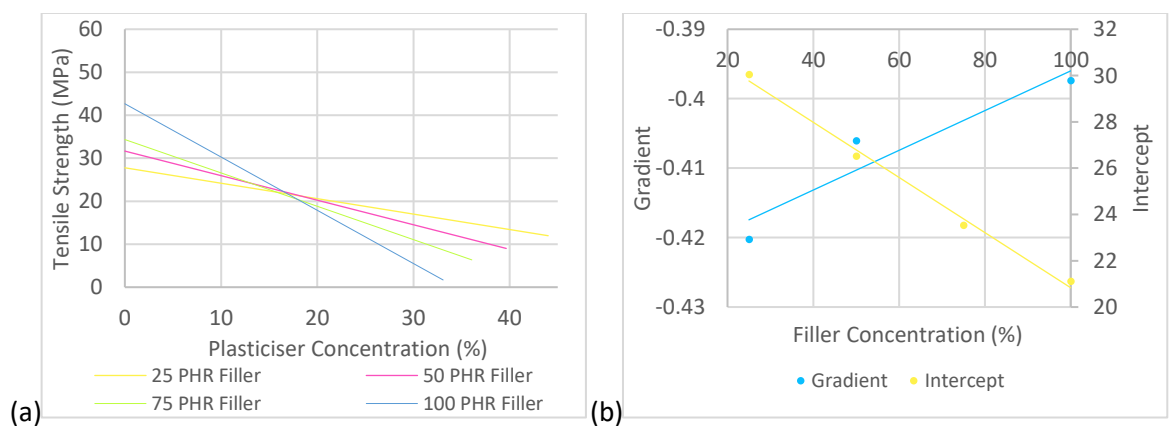 60
50
40
30
20
10
0
Tensile Strength (MPa)
0 10 20 30 40
Plasticiser Concentration (%)
25 PHR Filler 50 PHR Filler
75 PHR Filler 100 PHR Filler
(a)
-0.39
-0.4
-0.41
-0.42
-0.43
Gradient
20 40 60 80 100
32
30
28
26
24
22
20
Intercept
Filler Concentration (%)
Gradient Intercept
(b)